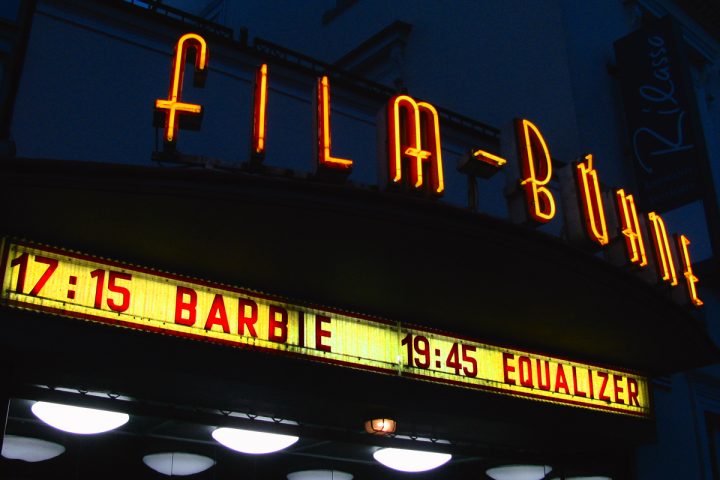 FILM-BÜHNE
Rilasso
17:15 BARBIE 19:45 EQUALIZER